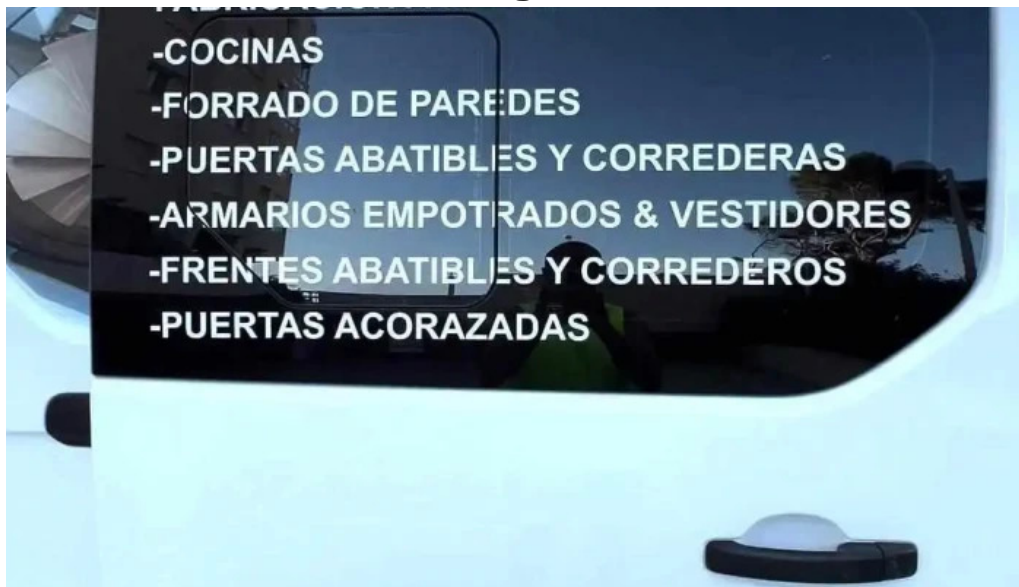 -COCINAS
-FORRADO DE PAREDES
-PUERTAS ABATIBLES Y CORREDERAS
-ARMARIOS EMPOTRADOS & VESTIDORES
-FRENTES ABATIBLES Y CORREDEROS
-PUERTAS ACORAZADAS